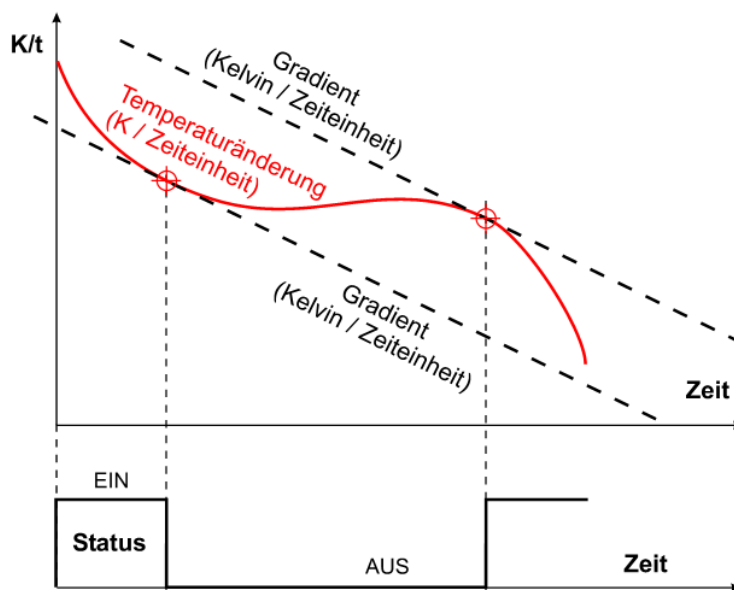 K/t
Gradient
(Kelvin / Zeiteinheit)
Temperaturänderung
(K / Zeiteinheit)
Gradient
(Kelvin / Zeiteinheit)
Zeit
EIN
Status
AUS
Zeit